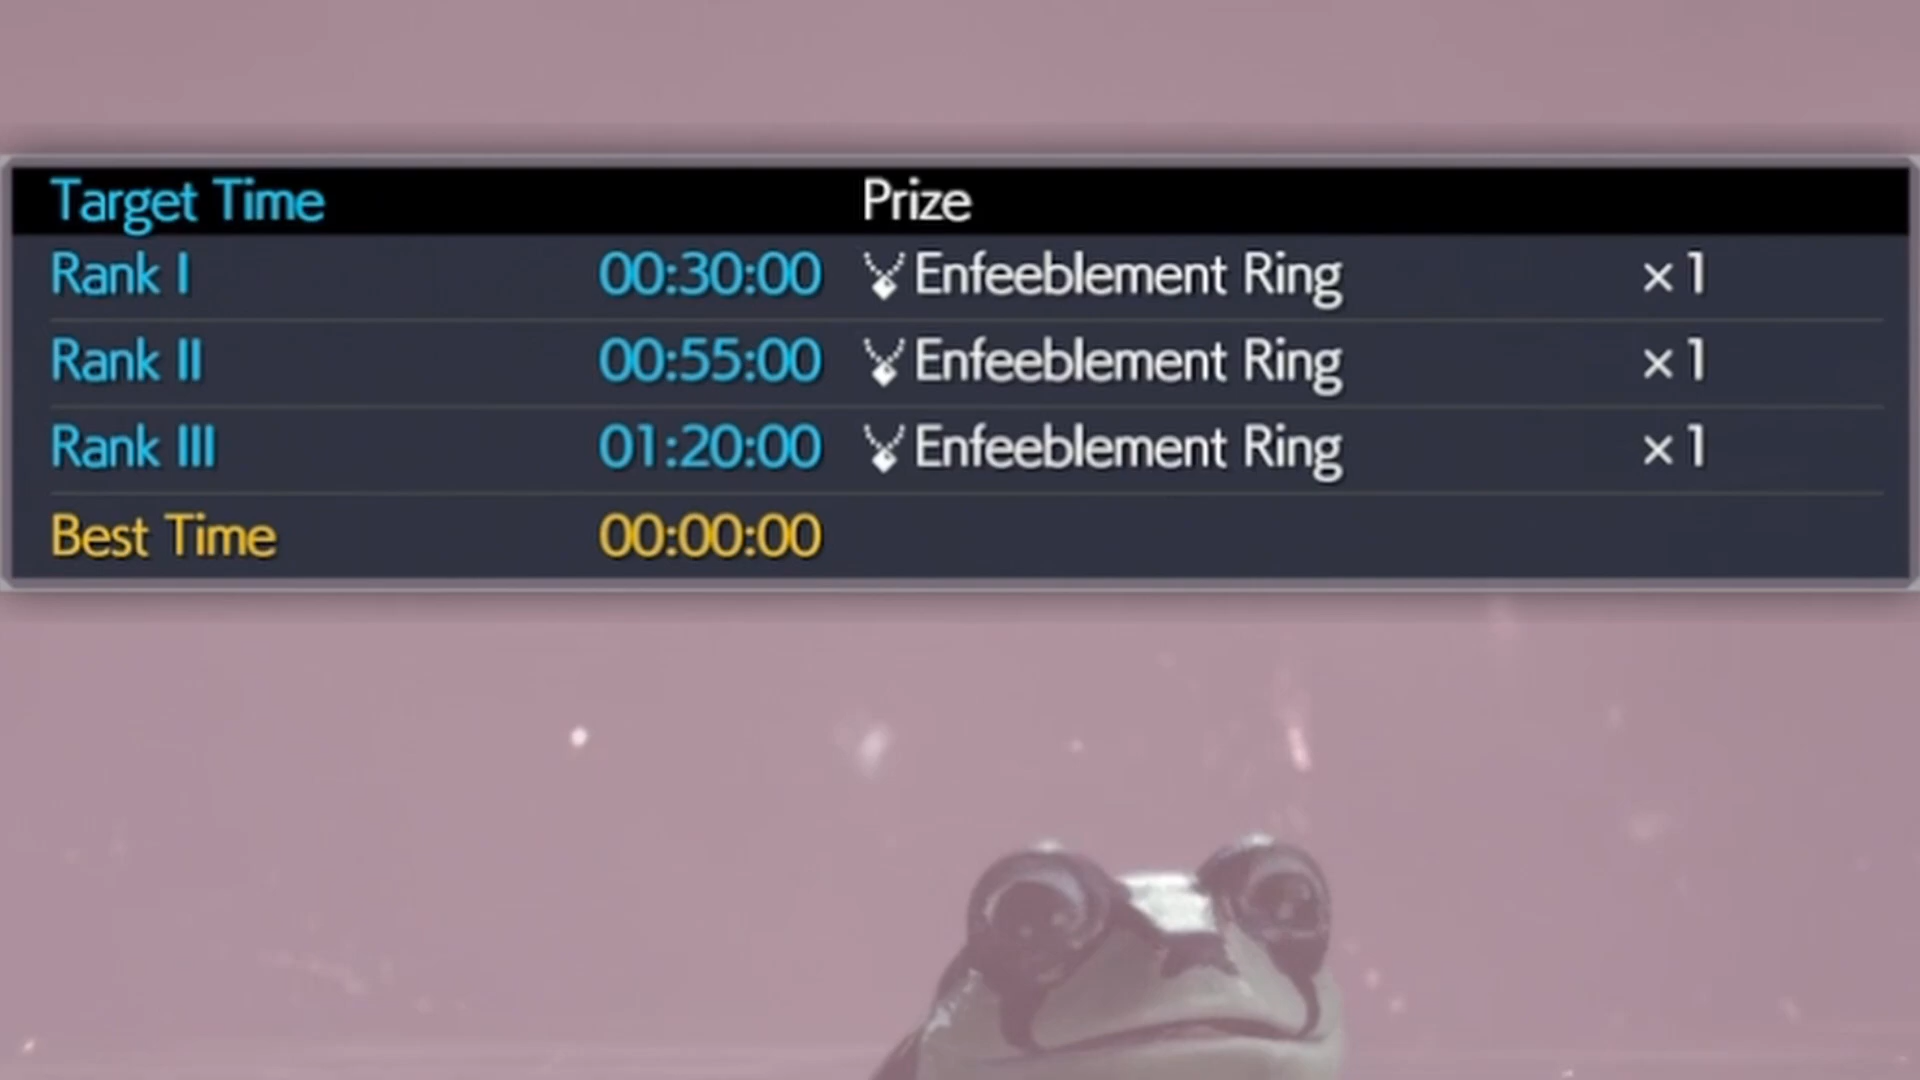 Target Time Prize
Rank I 00:30:00 Enfeeblement Ring ×1
Rank II 00:55:00 Enfeeblement Ring ×1
Rank III 01:20:00 Enfeeblement Ring ×1
Best Time 00:00:00